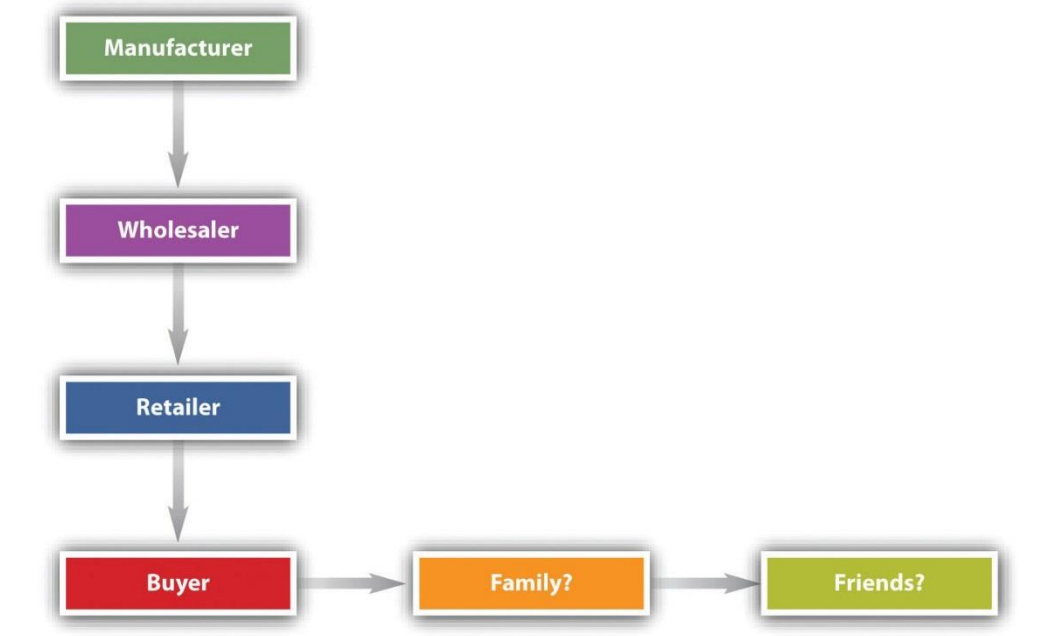 Manufacturer
Wholesaler
Retailer
Buyer
Family?
Friends?